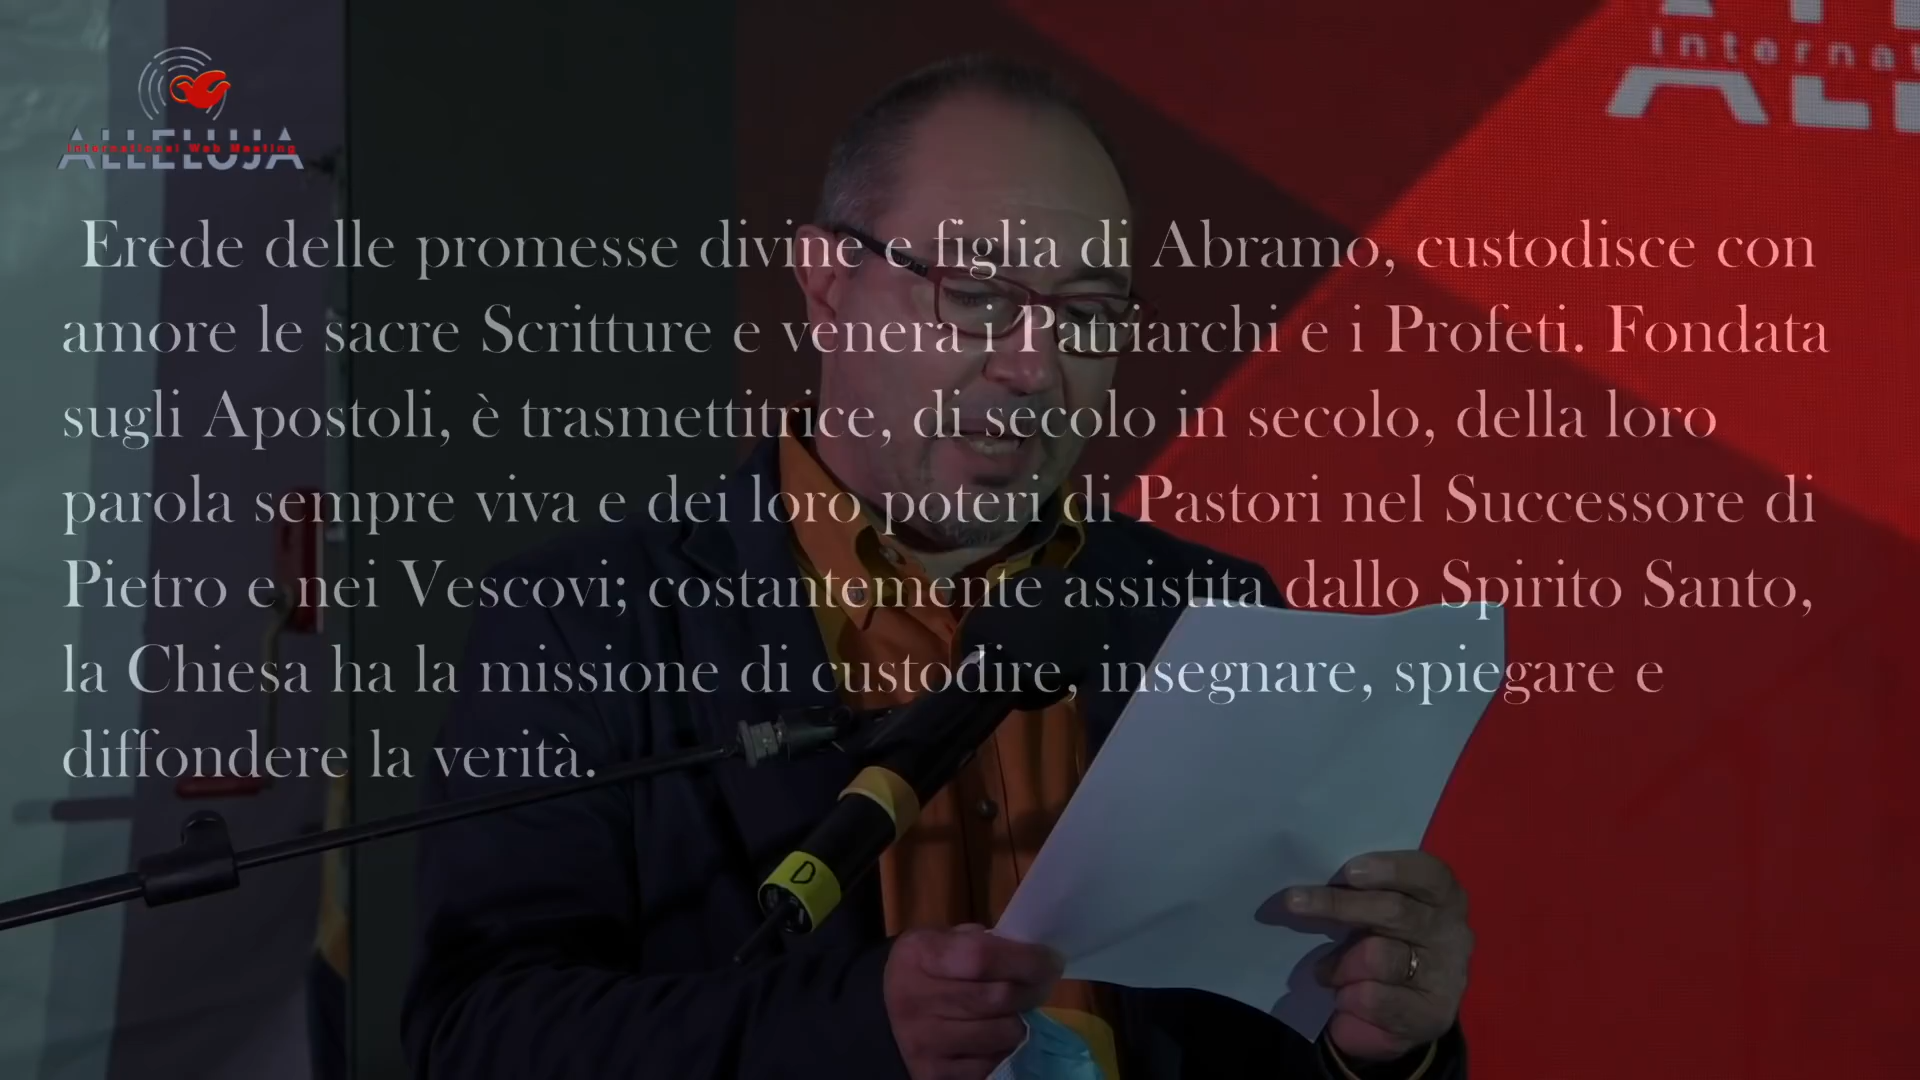 ALLELUJA
International Web Meeting
Internat
AL
Erede delle promesse divine e figlia di Abramo, custodisce con
amore le sacre Scritture e venera i Patriarchi e i Profeti. Fondata
sugli Apostoli, è trasmettitrice, di secolo in secolo, della loro
parola sempre viva e dei loro poteri di Pastori nel Successore di
Pietro e nei Vescovi; costantemente assistita dallo Spirito Santo,
la Chiesa ha la missione di custodire, insegnare, spiegare e
diffondere la verità.
D